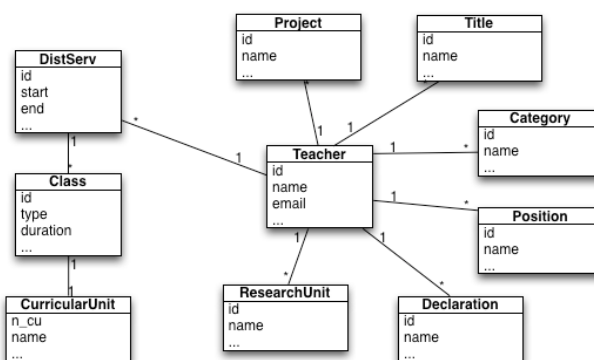 Project
id
name
...
Title
id
name
...
DistServ
id
start
end
...
Category
id
name
...
Teacher
id
name
email
...
Class
id
type
duration
...
Position
id
name
...
ResearchUnit
id
name
...
Declaration
id
name
...
CurricularUnit
n_cu
name
...
*
1
*
1
*
1
1
*
1
*
1
*
1
*
1
*
1
*
1
1